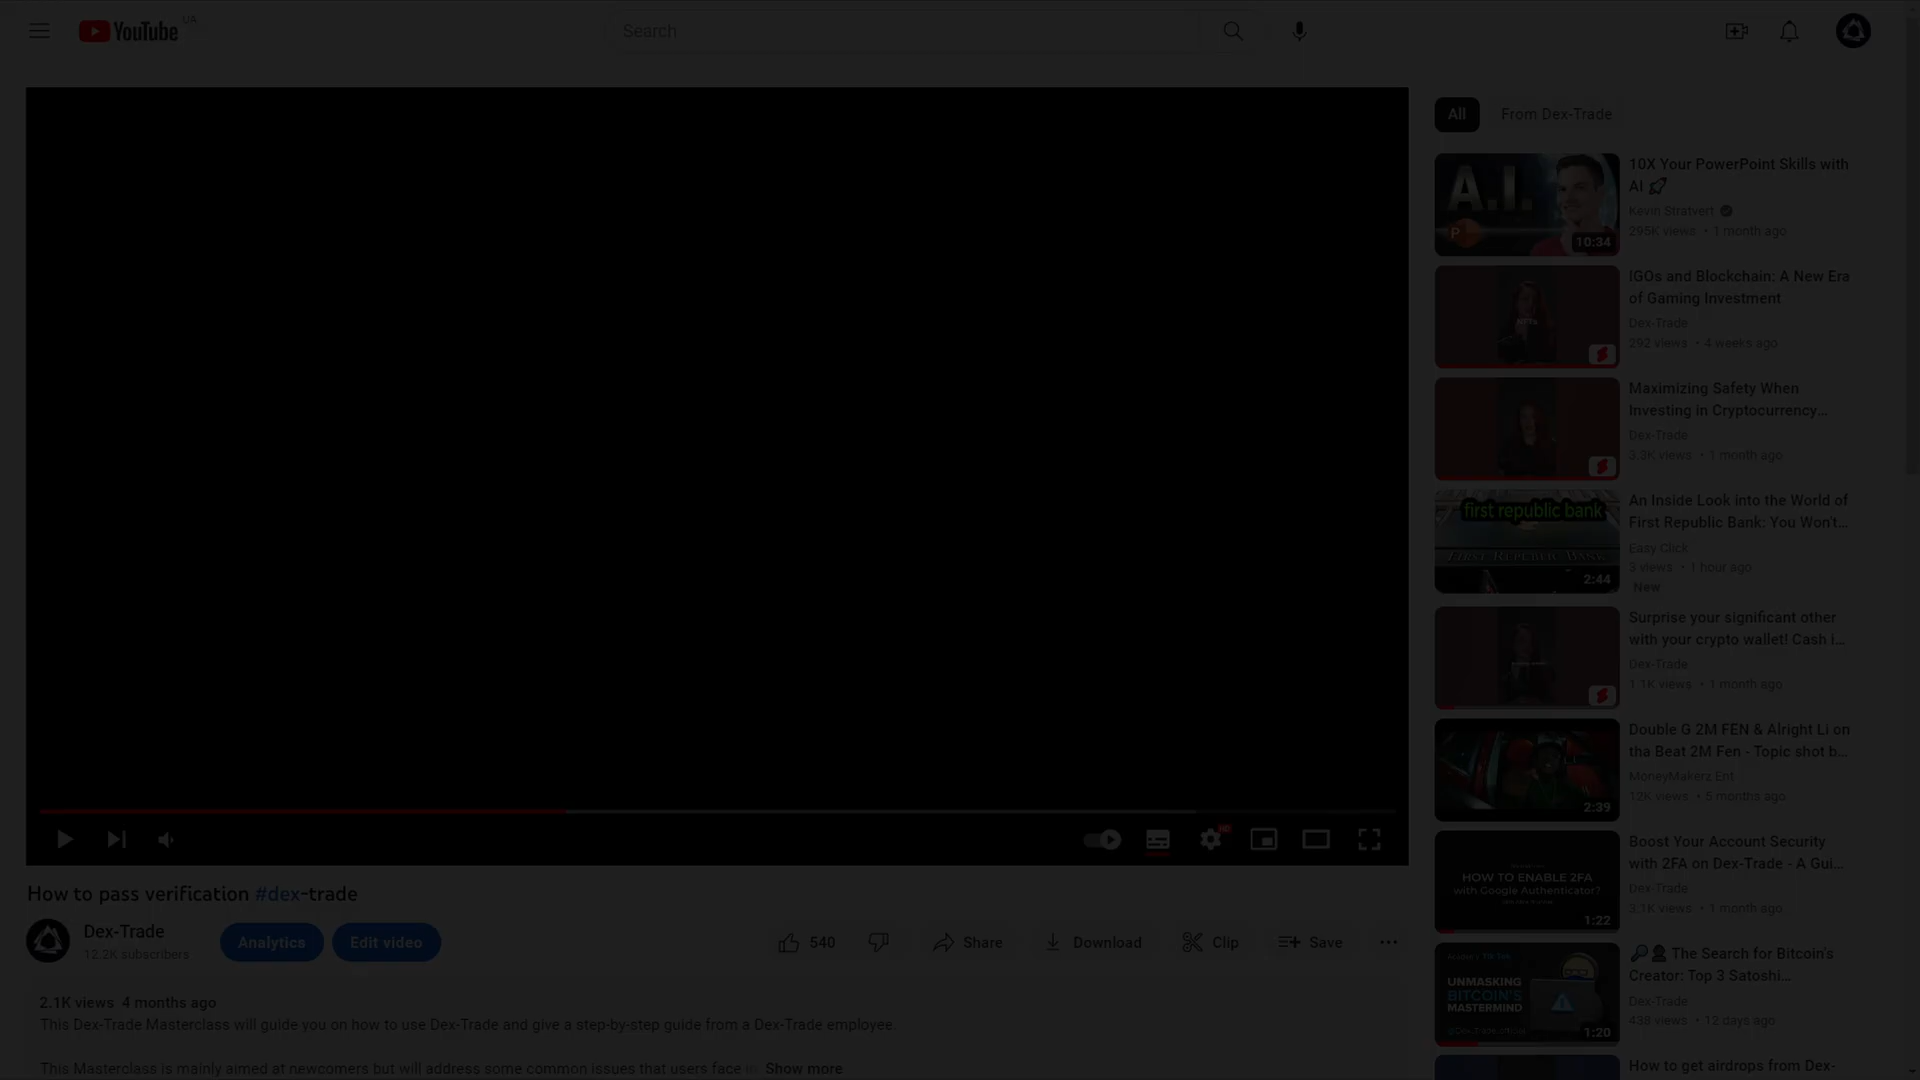 YouTube UA
Search
All
From Dex-Trade
A.I.
P
10:34
10X Your PowerPoint Skills with
AI
Kevin Stratvert
295K views • 1 month ago
NFTs
IGOs and Blockchain: A New Era
of Gaming Investment
Dex-Trade
292 views • 4 weeks ago
Maximizing Safety When
Investing in Cryptocurrency...
Dex-Trade
3.3K views • 1 month ago
first republic bank
FIRST REPUBLIC BANK
2:44
An Inside Look into the World of
First Republic Bank: You Won't...
Easy Click
3 views • 1 hour ago
New
Surprise your significant other
with your crypto wallet! Cash i...
Dex-Trade
1.1K views • 1 month ago
2:39
Double G 2M FEN & Alright Li on
tha Beat 2M Fen - Topic shot b...
MoneyMakerz Ent
12K views • 5 months ago
HOW TO ENABLE 2FA
with Google Authenticator?
1:22
Boost Your Account Security
with 2FA on Dex-Trade - A Gui...
Dex-Trade
3.1K views • 1 month ago
UNMASKING
BITCOIN'S
MASTERMIND
1:20
The Search for Bitcoin's
Creator: Top 3 Satoshi...
Dex-Trade
438 views • 12 days ago
How to get airdrops from Dex-
HD
How to pass verification #dex-trade
Dex-Trade
12.2K subscribers
Analytics
Edit video
540
Share
Download
Clip
Save
2.1K views 4 months ago
This Dex-Trade Masterclass will guide you on how to use Dex-Trade and give a step-by-step guide from a Dex-Trade employee.
This Masterclass is mainly aimed at newcomers but will address some common issues that users face Show more